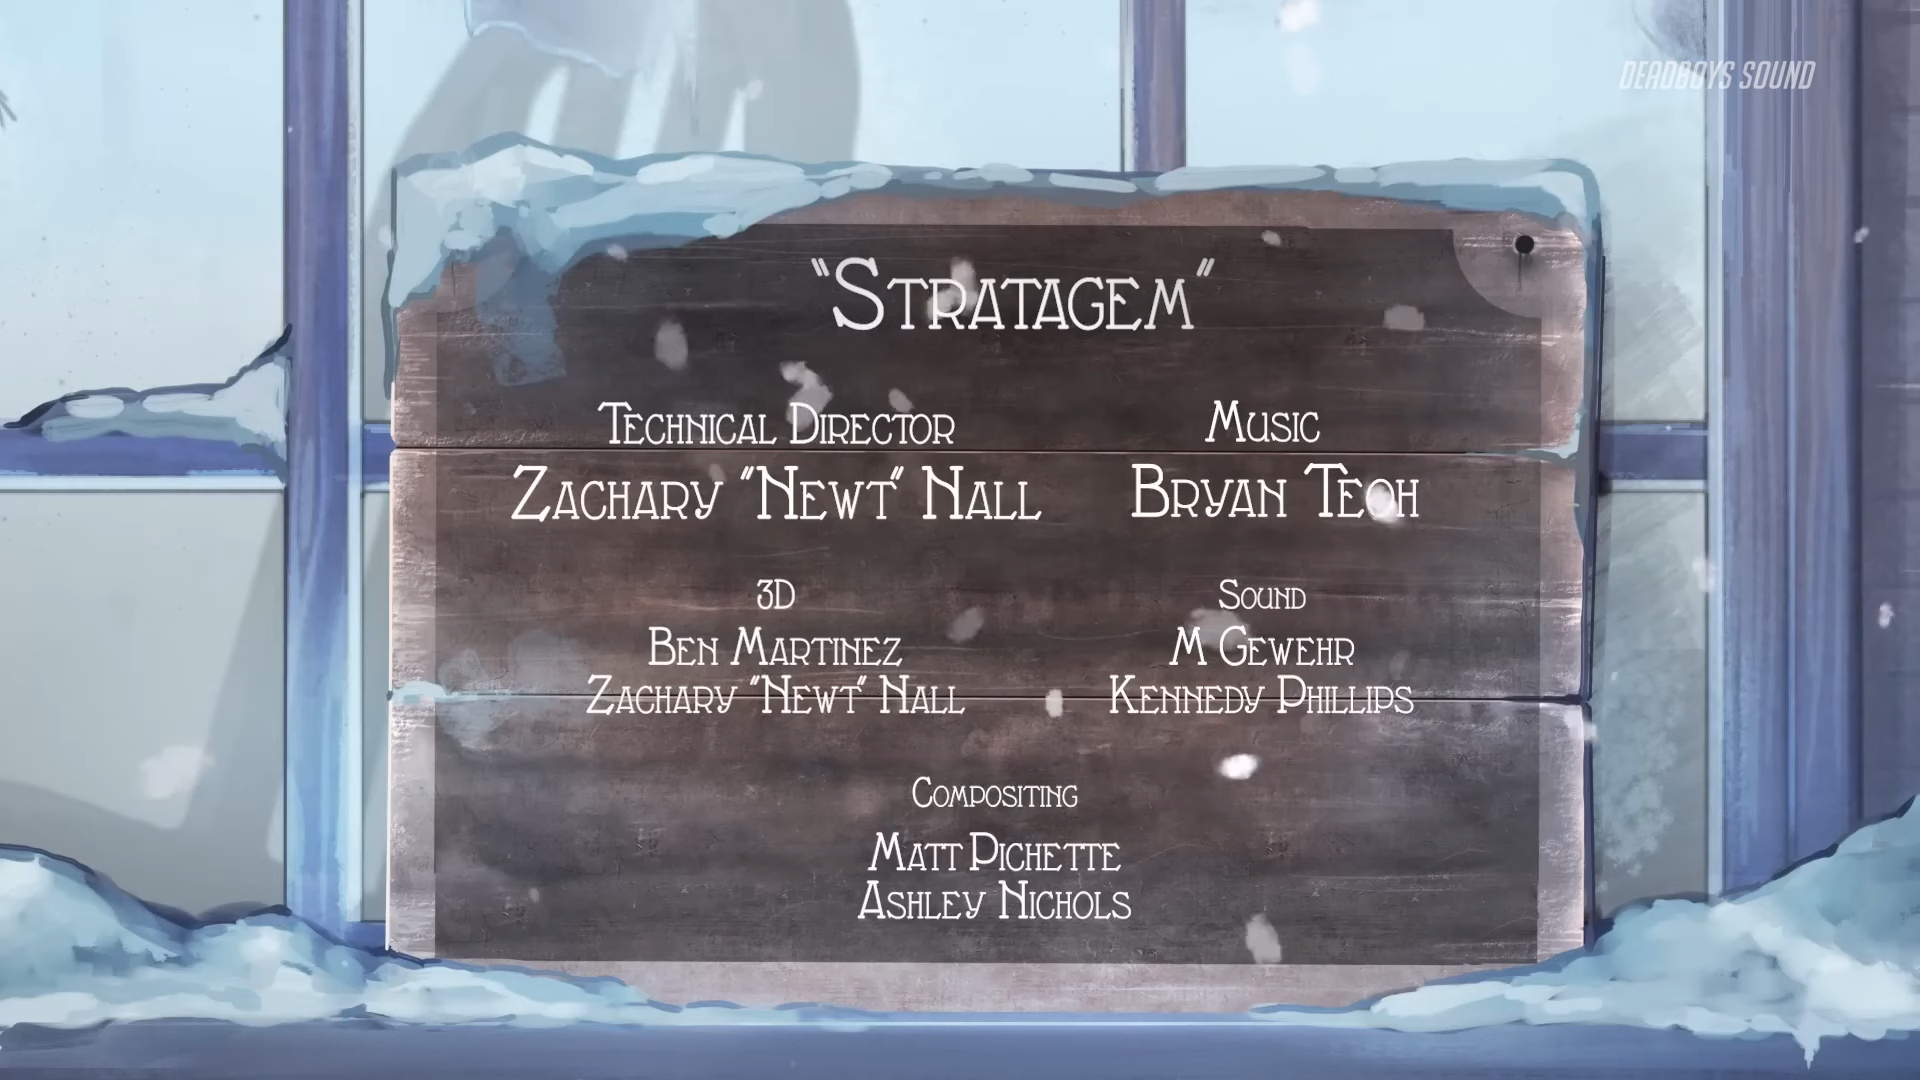 DEADBOYS SOUND
"STRATAGEM"
TECHNICAL DIRECTOR
ZACHARY "NEWT" NALL
MUSIC
BRYAN TEOH
3D
BEN MARTINEZ
ZACHARY "NEWT" NALL
SOUND
M GEWEHR
KENNEDY PHILLIPS
COMPOSITING
MATT PICHETTE
ASHLEY NICHOLS